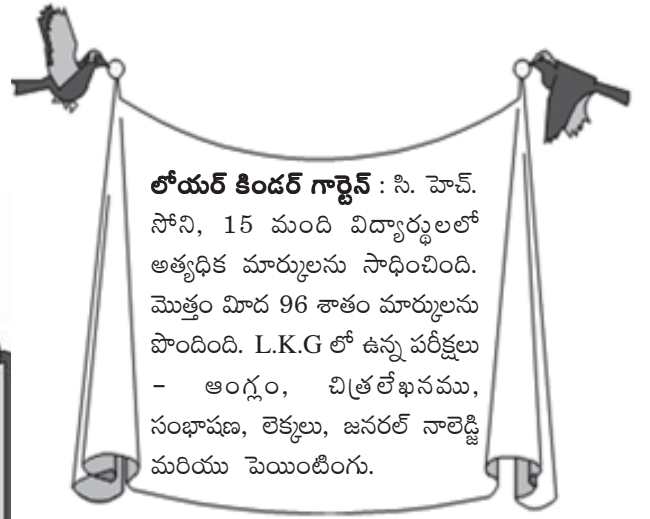 లోయర్ కిండర్ గార్టెన్ : సి. హెచ్.
సోని, 15 మంది విద్యార్థులలో
అత్యధిక మార్కులను సాధించింది.
మొత్తం మీద 96 శాతం మార్కులను
పొందింది. L.K.G లో ఉన్న పరీక్షలు
– ఆంగ్లం, చిత్రలేఖనము,
సంభాషణ, లెక్కలు, జనరల్ నాలెడ్జి
మరియు పెయింటింగు.